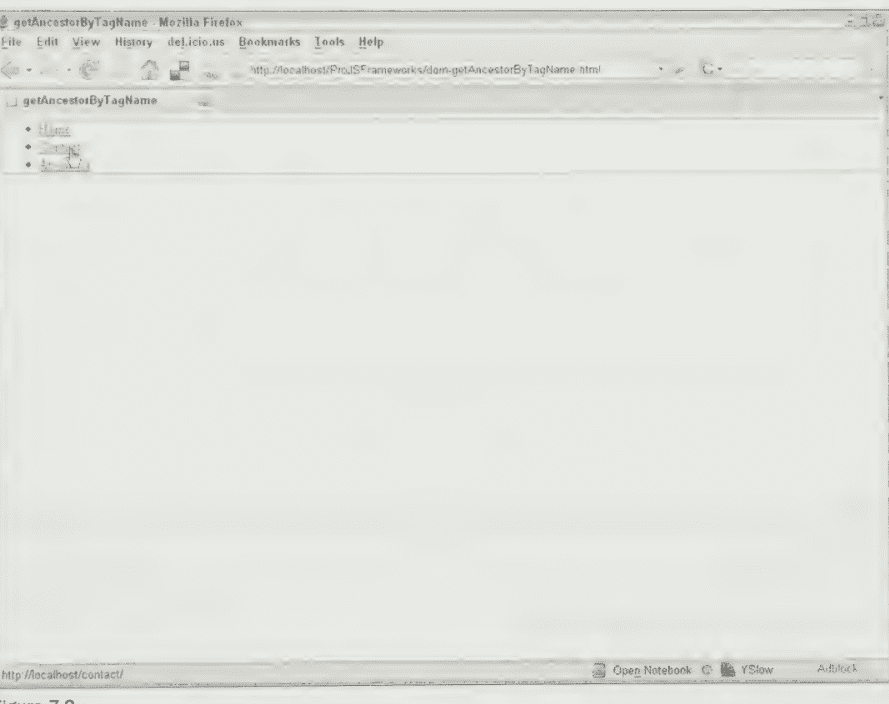 getAncestorByTagName - Mozilla Firefox
File Edit View History del.icio.us Bookmarks Tools Help
http://localhost/ProJSFrameworks/dom-getAncestorByTagName.html
getAncestorByTagName
Home
http://localhost/contact/
Open Notebook YSlow Adblock